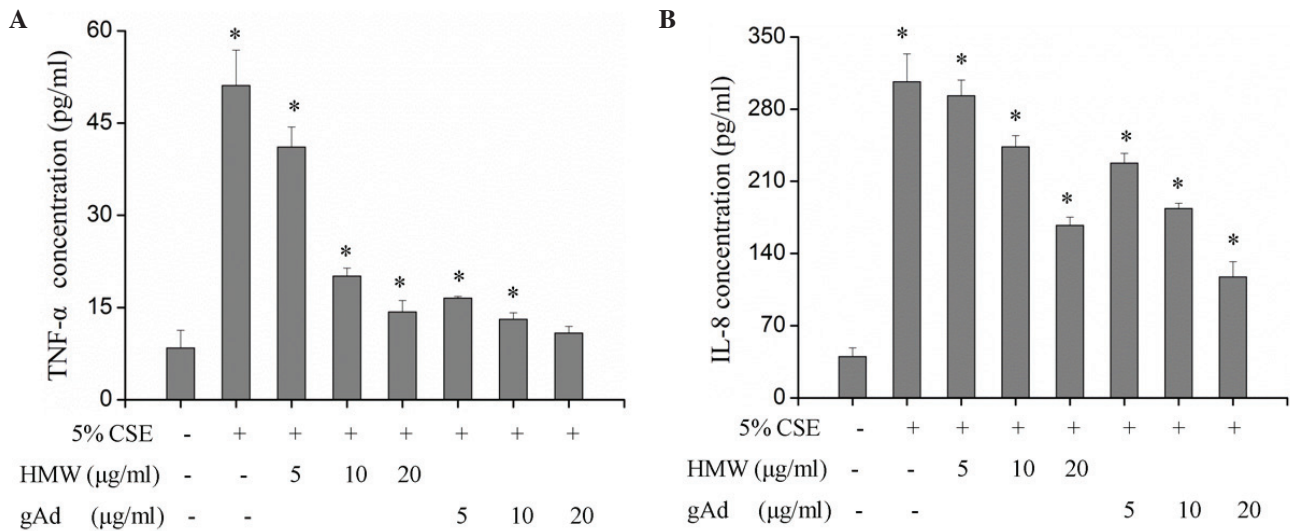 A
TNF-α concentration (pg/ml)
60
45
30
15
0
* * * * * *
5% CSE - + + + + + + +
HMW (μg/ml) - - 5 10 20
gAd (μg/ml) - - 5 10 20
B
IL-8 concentration (pg/ml)
350
280
210
140
70
0
* * * * * * *
5% CSE - + + + + + + +
HMW (μg/ml) - - 5 10 20
gAd (μg/ml) - - 5 10 20